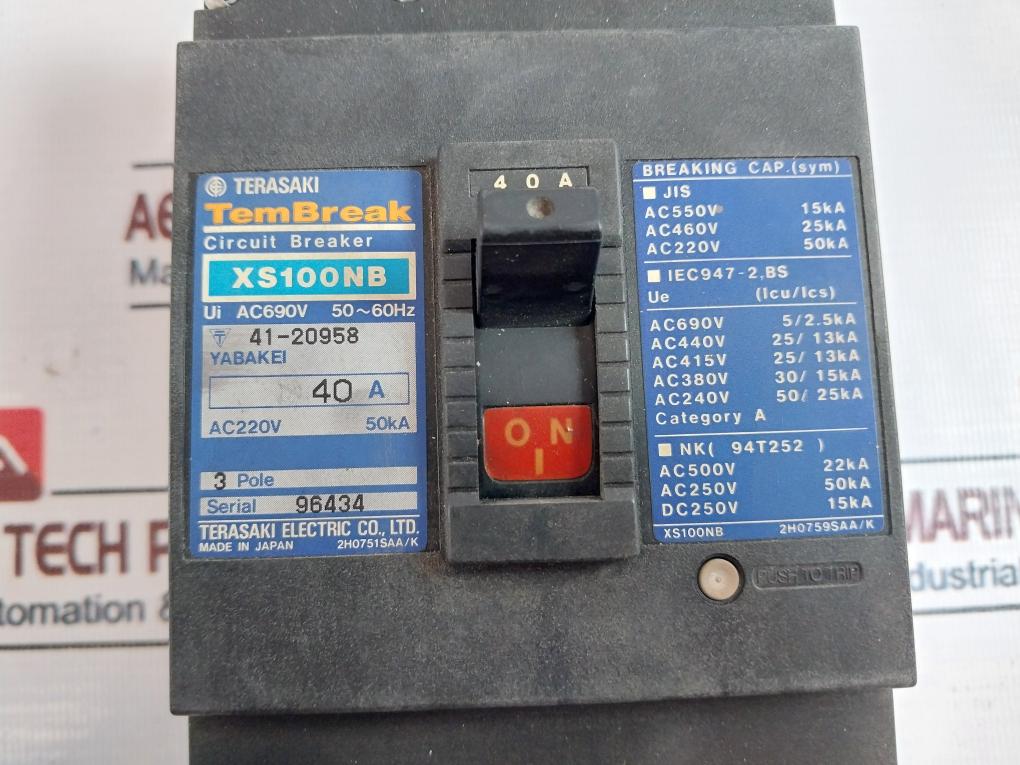 TERASAKI
TemBreak
Circuit Breaker
XS100NB
Ui AC690V 50~60Hz
41-20958
YABAKEI
40 A
AC220V 50kA
3 Pole
Serial 96434
TERASAKI ELECTRIC CO., LTD.
MADE IN JAPAN 2H0751SAA/K
40A
ON
I
BREAKING CAP.(sym)
■ JIS
AC550V 15kA
AC460V 25kA
AC220V 50kA
■ IEC947-2,BS
Ue (Icu/Ics)
AC690V 5/2.5kA
AC440V 25/13kA
AC415V 25/13kA
AC380V 30/15kA
AC240V 50/25kA
Category A
■ NK( 94T252 )
AC500V 22kA
AC250V 50kA
DC250V 15kA
XS100NB 2H0759SAA/K
PUSH TO TRIP
TECH
tomation &
MARIN
dustrial